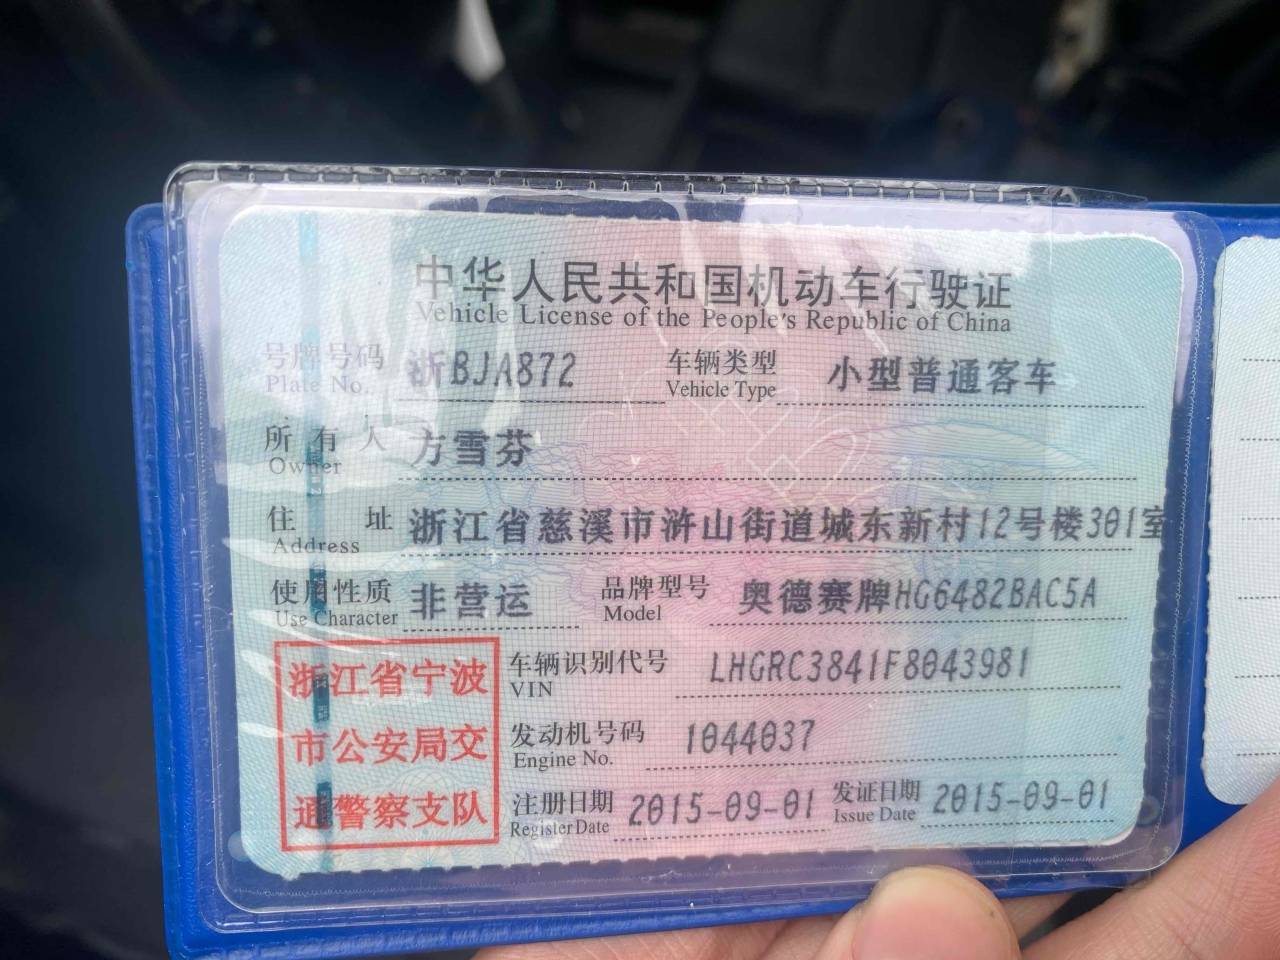 中华人民共和国机动车行驶证
Vehicle License of the People's Republic of China
号牌号码 浙BJA872 车辆类型 小型普通客车
Plate No. Vehicle Type
所有人 方雪芬
Owner
住址 浙江省慈溪市浒山街道城东新村12号楼301室
Address
使用性质 非营运 品牌型号 奥德赛牌HG6482BAC5A
Use Character Model
浙江省宁波
市公安局交
通警察支队
车辆识别代号 LHGRC3841F8043981
VIN
发动机号码 1044037
Engine No.
注册日期 2015-09-01 发证日期 2015-09-01
Register Date Issue Date